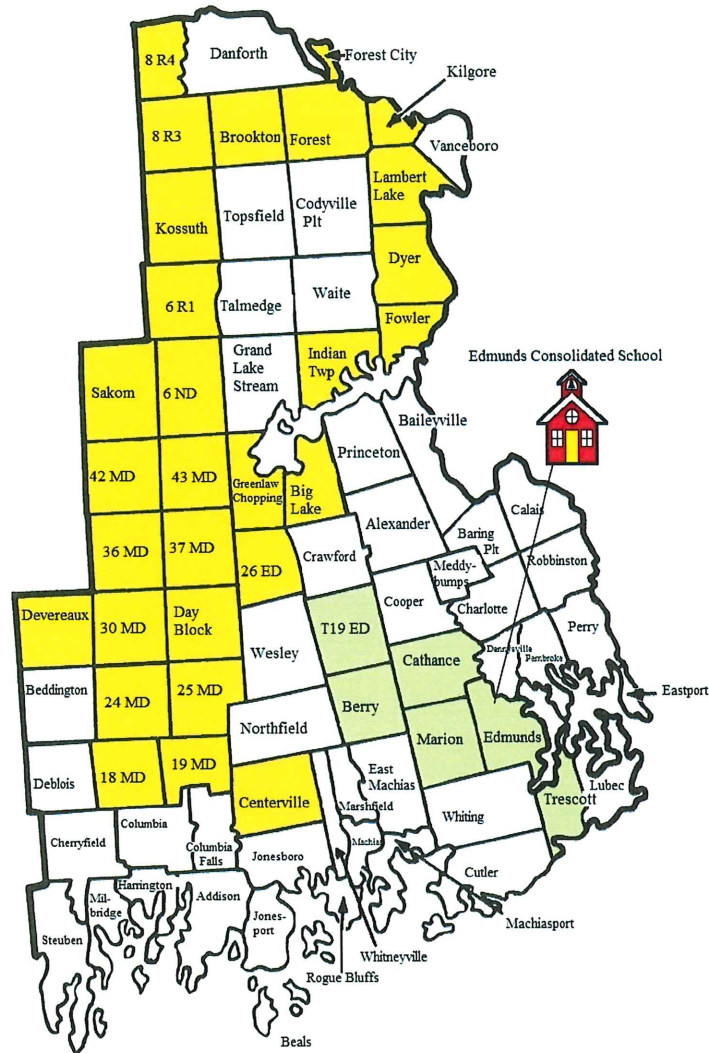 8 R4
Danforth
Forest City
Kilgore
8 R3
Brookton
Forest
Vanceboro
Lambert
Lake
Kossuth
Topsfield
Codyville
Plt
Dyer
6 R1
Talmedge
Waite
Fowler
Grand
Lake
Stream
Indian
Twp
Edmunds Consolidated School
Sakom
6 ND
Baileyville
Princeton
42 MD
43 MD
Greenlaw
Chopping
Big
Lake
Calais
Alexander
Baring
Plt
36 MD
37 MD
26 ED
Crawford
Meddy-
bumps
Robbinston
Devereaux
30 MD
Day
Block
T19 ED
Cooper
Charlotte
Perry
Wesley
Dennysville
Pembroke
Cathance
Beddington
24 MD
25 MD
Berry
Eastport
Northfield
Marion
Edmunds
Deblois
18 MD
19 MD
East
Machias
Lubec
Centerville
Marshfield
Whiting
Trescott
Cherryfield
Columbia
Columbia
Falls
Jonesboro
Machias
Cutler
Harrington
Mil-
bridge
Addison
Jones-
port
Machiasport
Steuben
Whitneyville
Rogue Bluffs
Beals